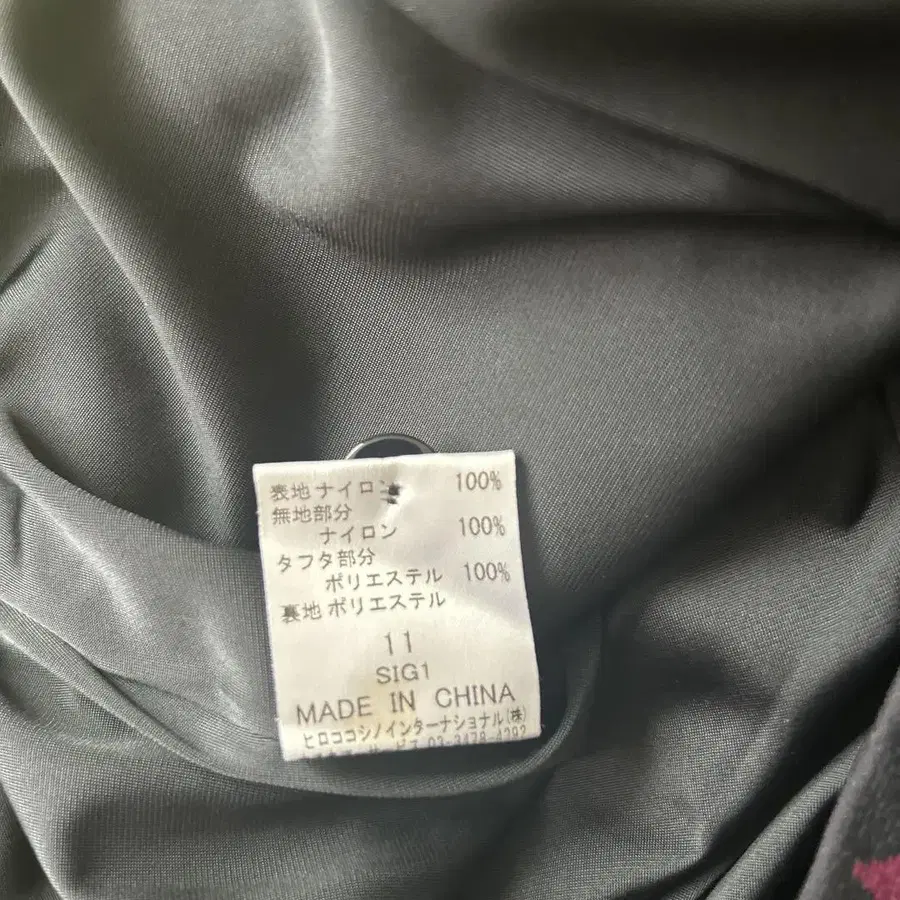 表地 ナイロン 100%
無地部分
ナイロン 100%
タフタ部分
ポリエステル 100%
裏地 ポリエステル
11
SIG1
MADE IN CHINA
ヒロココシノインターナショナル(株)
03-3478-4292